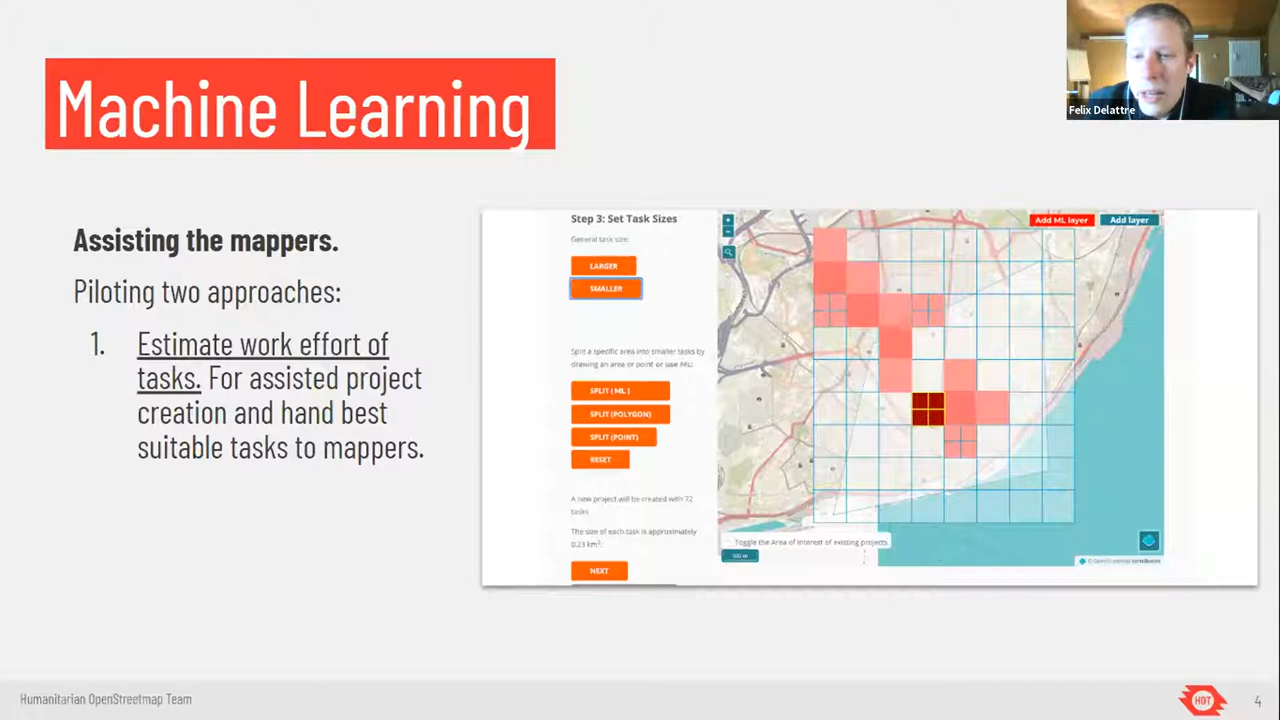 Machine Learning
Felix Delattre
Assisting the mappers.
Piloting two approaches:
1. Estimate work effort of
tasks. For assisted project
creation and hand best
suitable tasks to mappers.
Step 3: Set Task Sizes
General task size:
LARGER
SMALLER
Split a specific area into smaller tasks by
drawing an area or point or use ML:
SPLIT (ML)
SPLIT (POLYGON)
SPLIT (POINT)
RESET
A new project will be created with 72
tasks
The size of each task is approximately
0.23 km²:
NEXT
Add ML layer
Add layer
Toggle the Area of Interest of existing projects
500 m
© OpenStreetMap contributors
Humanitarian OpenStreetmap Team
HOT
4